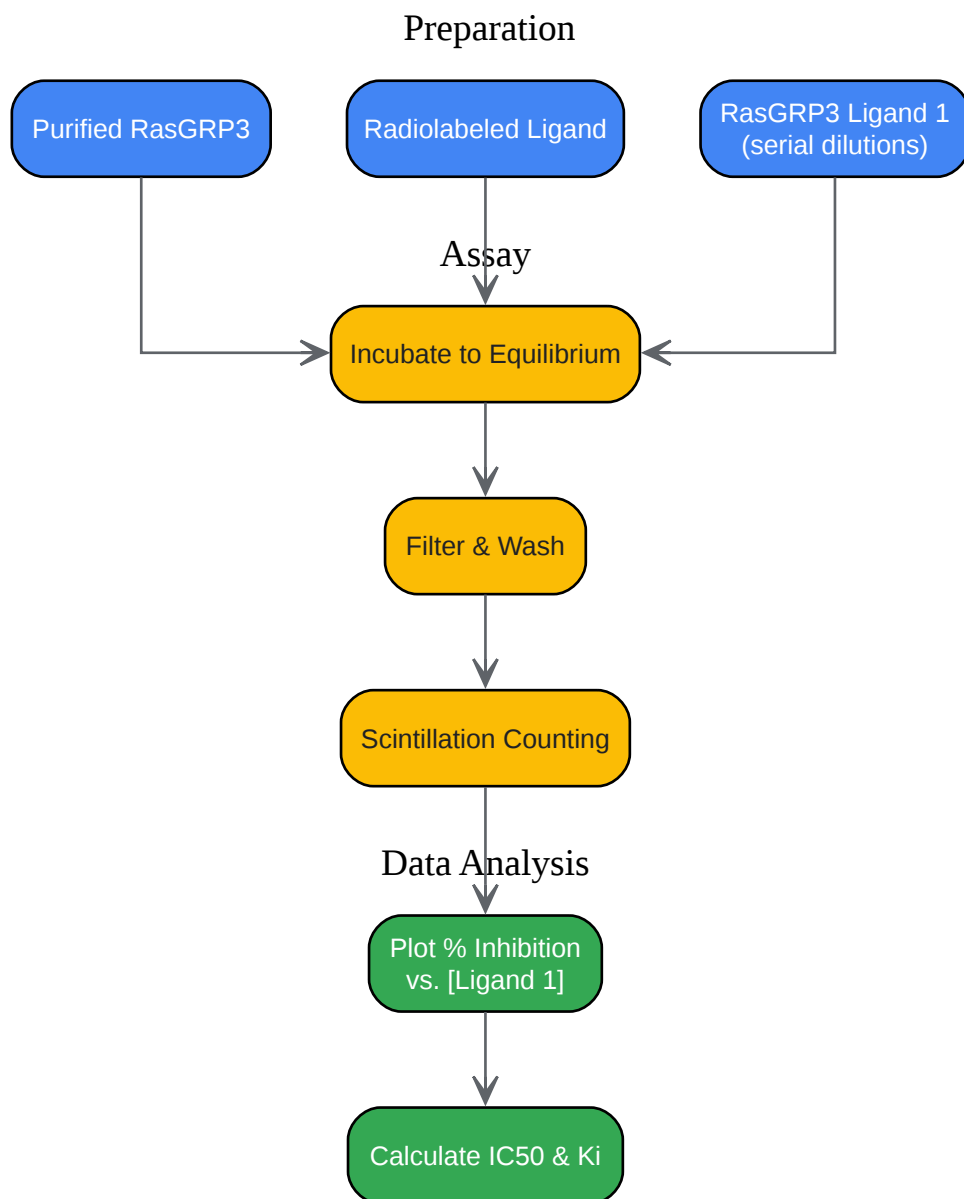 Preparation
Purified RasGRP3
Radiolabeled Ligand
RasGRP3 Ligand 1
(serial dilutions)
Assay
Incubate to Equilibrium
Filter & Wash
Scintillation Counting
Data Analysis
Plot % Inhibition
vs. [Ligand 1]
Calculate IC50 & Ki